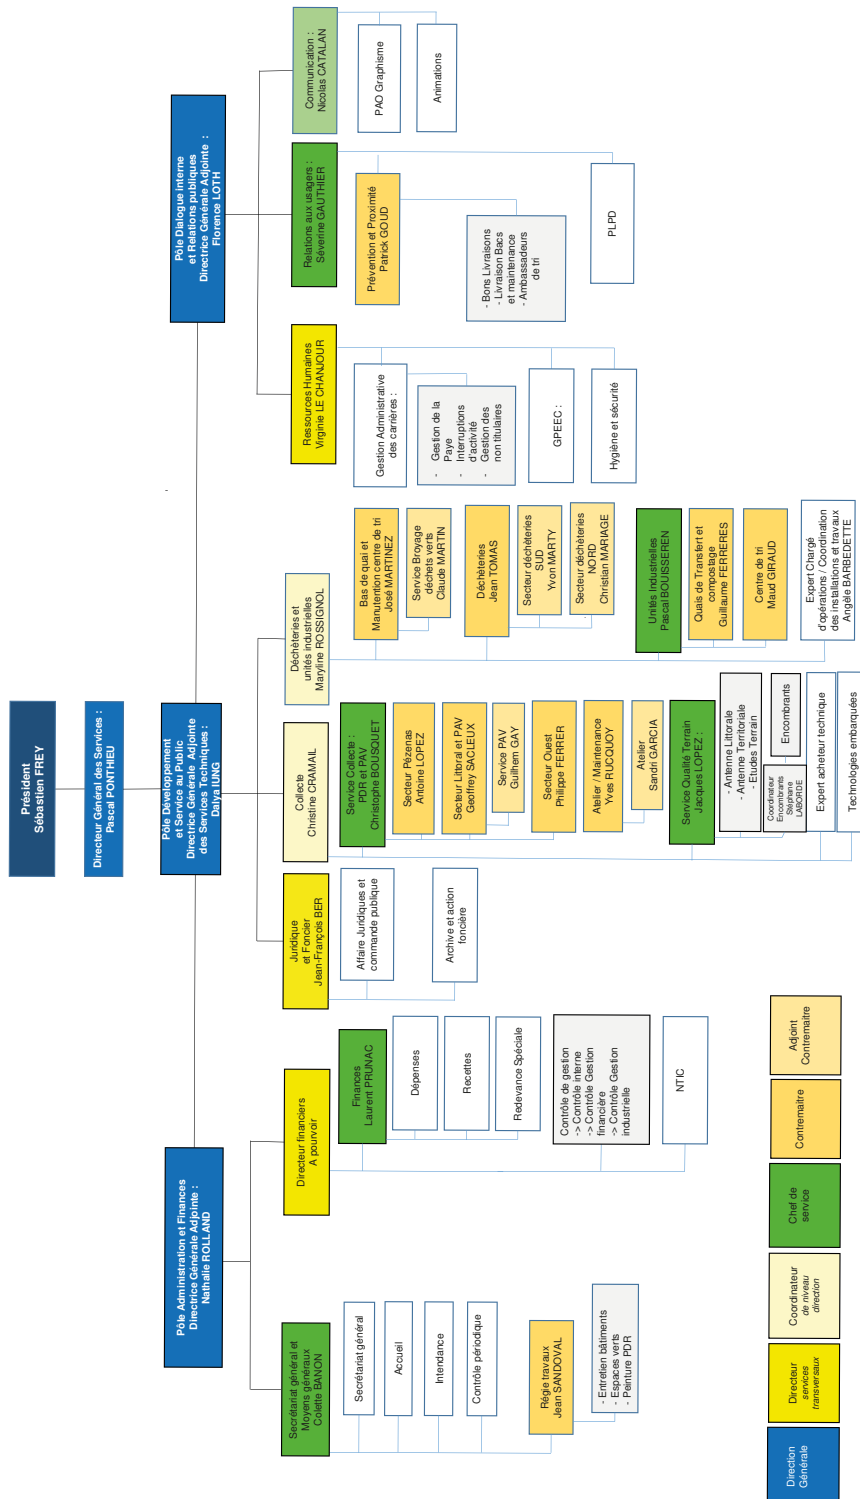 Président
Sébastien FREY
Directeur Général des Services :
Pascal PONTHIEU
Pôle Administration et Finances
Directrice Générale Adjointe :
Nathalie ROLLAND
Pôle Développement
et Service au Public
Directrice Générale Adjointe
des Services Techniques :
Dalya IUNG
Pôle Dialogue interne
et Relations publiques
Directrice Générale Adjointe :
Florence LOTH
Secrétariat général et
Moyens généraux
Colette BANON
Secrétariat général
Accueil
Intendance
Contrôle périodique
Régie travaux
Jean SANDOVAL
- Entretien bâtiments
- Espaces verts
- Peinture PDR
Directeur financiers
A pourvoir
Finances
Laurent PRUNAC
Dépenses
Recettes
Redevance Spéciale
Contrôle de gestion
-> Contrôle interne
-> Contrôle Gestion
financière
-> Contrôle Gestion
industrielle
NTIC
Juridique
et Foncier
Jean-François BER
Affaire Juridiques et
commande publique
Archive et action
foncière
Collecte
Christine CRAMAIL
Service Collecte :
PDR et PAV
Christophe BOUSQUET
Secteur Pézenas
Antoine LOPEZ
Secteur Littoral et PAV
Geoffrey SACLEUX
Service PAV
Guilhem GAY
Secteur Ouest
Philippe FERRER
Atelier / Maintenance
Yves RUCQUOY
Atelier
Sandri GARCIA
Service Qualité Terrain
Jacques LOPEZ :
- Antenne Littorale
- Antenne Territoriale
- Etudes Terrain
Coordinateur
Encombrants
Stéphane
LABORDE
Encombrants
Expert acheteur technique
Technologies embarquées
Déchèteries et
unités industrielles
Maryline ROSSIGNOL
Bas de quai et
Manutention centre de tri
José MARTINEZ
Service Broyage
déchets verts
Claude MARTIN
Déchèteries
Jean TOMAS
Secteur déchèteries
SUD
Yvon MARTY
Secteur déchèteries
NORD
Christian MARIAGE
Unités Industrielles
Pascal BOUISSEREN
Quais de Transfert et
compostage
Guillaume FERRERES
Centre de tri
Maud GIRAUD
Expert Chargé
d'opérations / Coordination
des installations et travaux
Angèle BARBEDETTE
Ressources Humaines
Virginie LE CHANJOUR
Gestion Administrative
des carrières :
- Gestion de la
Paye
- Interruptions
d'activité
- Gestion des
non titulaires
GPEEC :
Hygiène et sécurité
Relations aux usagers :
Séverine GAUTHIER
Prévention et Proximité
Patrick GOUD
- Bons Livraisons
- Livraison Bacs
et maintenance
- Ambassadeurs
de tri
PLPD
Communication :
Nicolas CATALAN
PAO Graphisme
Animations
Direction
Générale
Directeur
services
transversaux
Coordinateur
de niveau
direction
Chef de
service
Contremaître
Adjoint
Contremaître